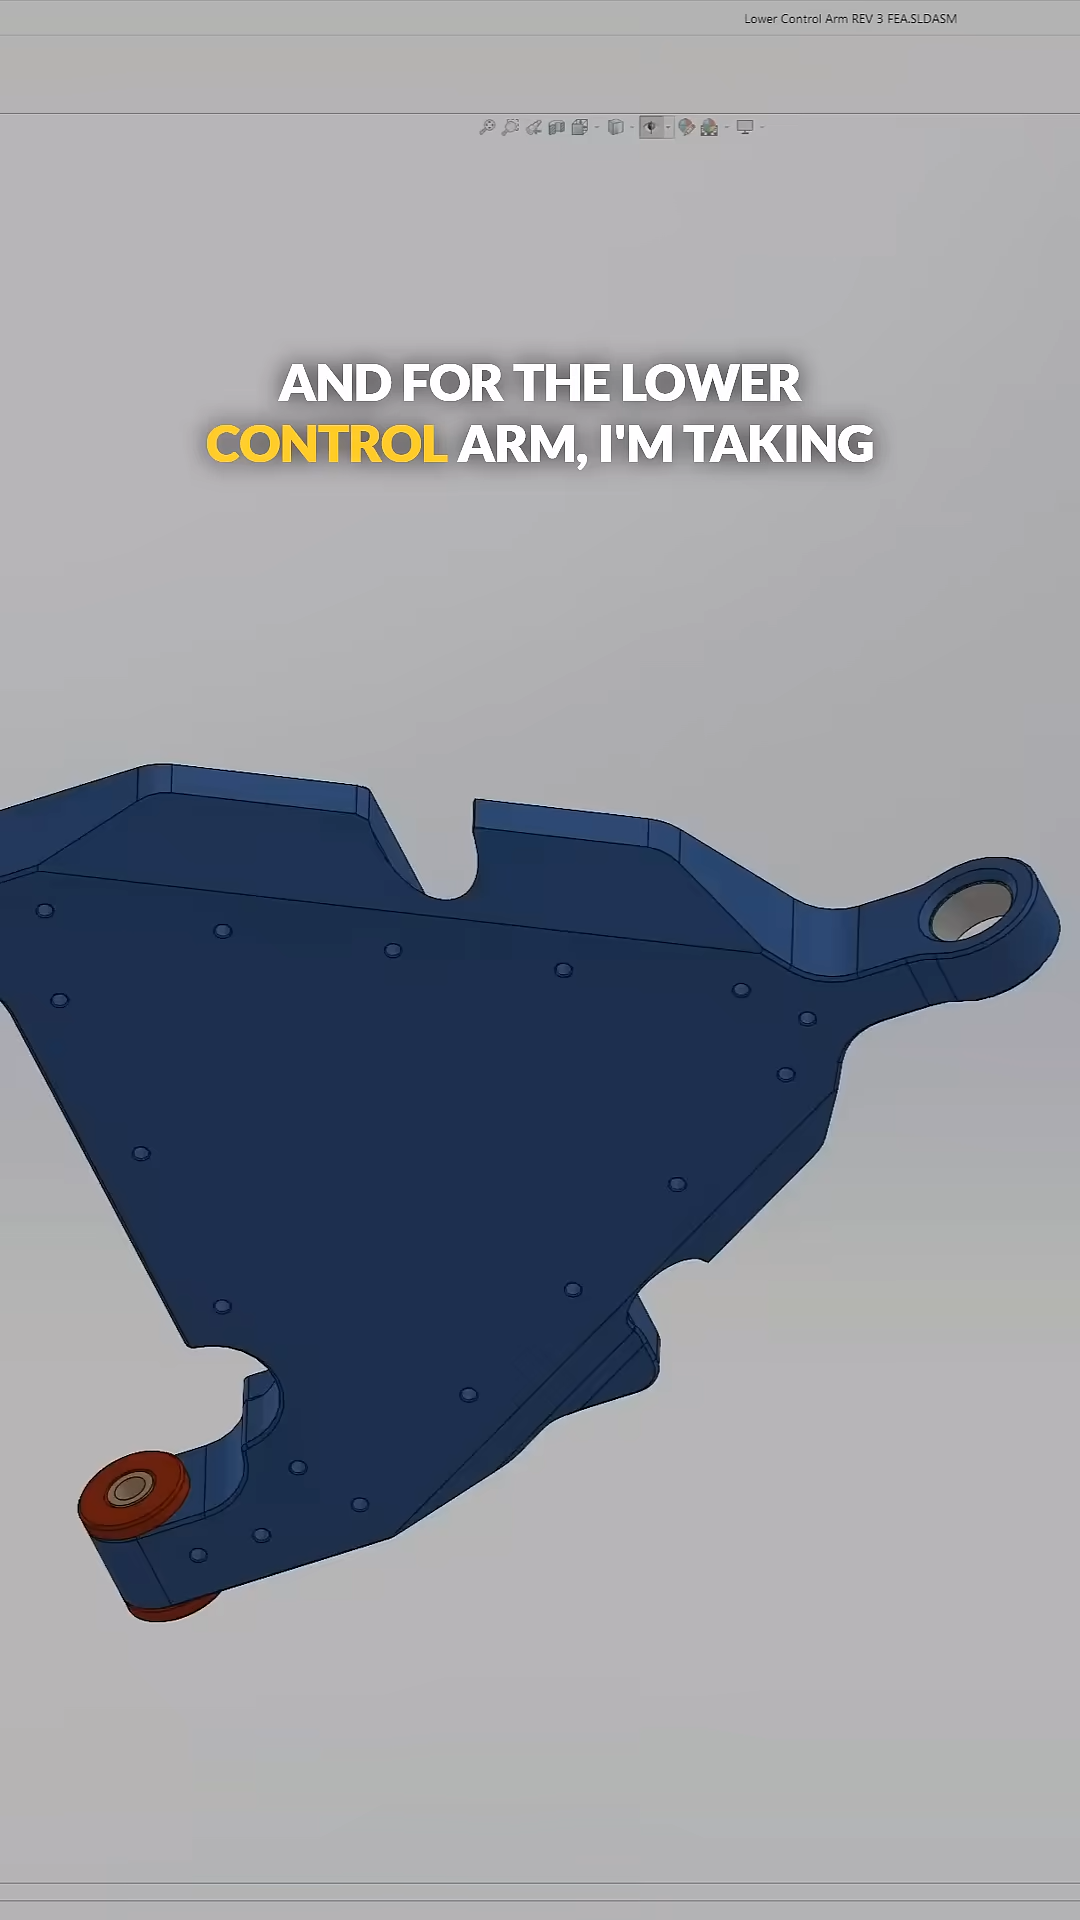 Lower Control Arm REV 3 FEA.SLDASM
AND FOR THE LOWER
CONTROL ARM, I'M TAKING